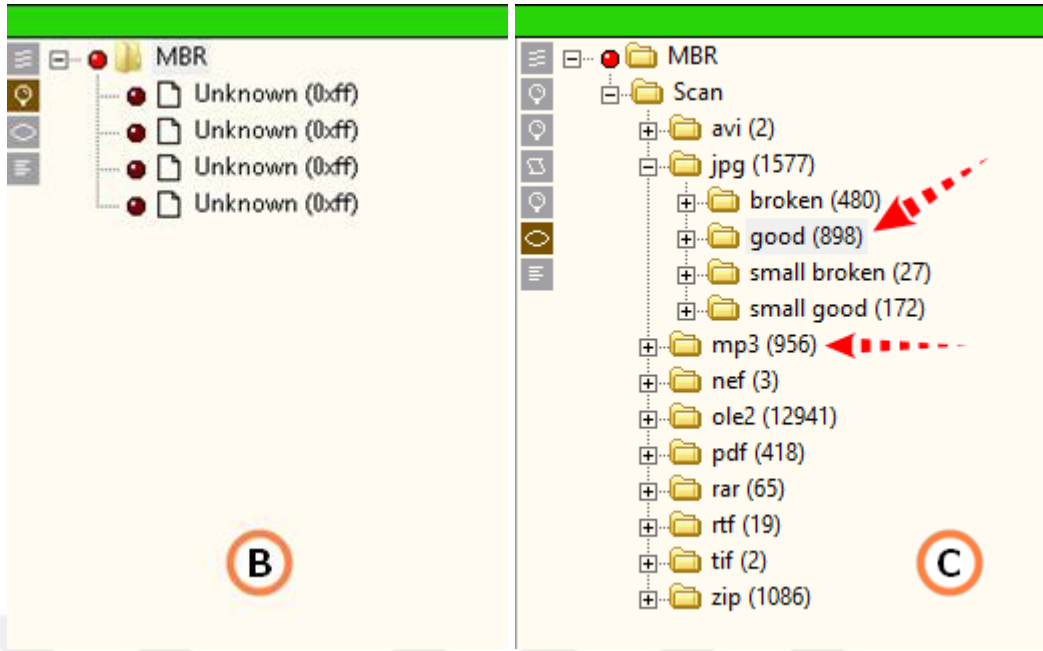 MBR
Unknown (0xff)
Unknown (0xff)
Unknown (0xff)
Unknown (0xff)
B
MBR
Scan
avi (2)
jpg (1577)
broken (480)
good (898)
small broken (27)
small good (172)
mp3 (956)
nef (3)
ole2 (12941)
pdf (418)
rar (65)
rtf (19)
tif (2)
zip (1086)
C